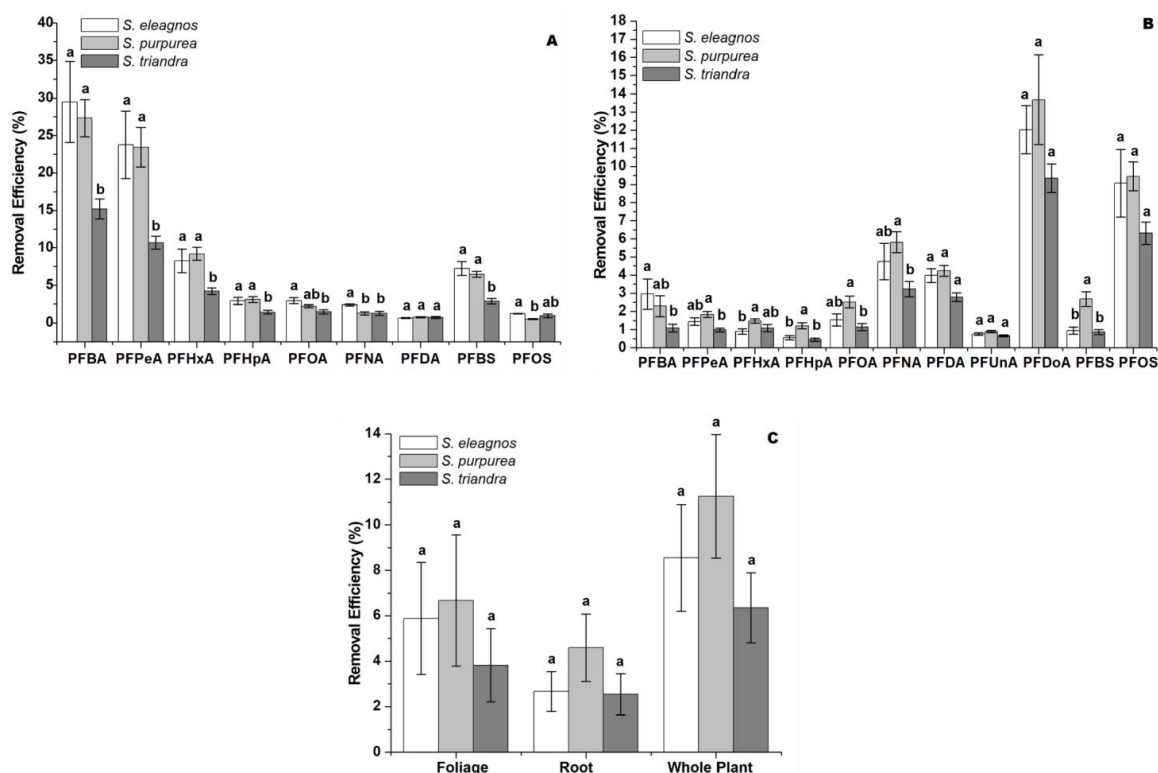 A
S. eleagnos
S. purpurea
S. triandra
Removal Efficiency (%)
40
35
30
25
20
15
10
5
0
a a b a a b a a b a a b a ab b a b b a a a a a b a b ab
PFBA PFPeA PFHxA PFHpA PFOA PFNA PFDA PFBS PFOS
B
S. eleagnos
S. purpurea
S. triandra
Removal Efficiency (%)
18
17
16
15
14
13
12
11
10
9
8
7
6
5
4
3
2
1
0
a ab b ab a b b a ab b a b ab a b ab a b a a a a a a a a a b a b a a a
PFBA PFPeA PFHxA PFHpA PFOA PFNA PFDA PFUnA PFDoA PFBS PFOS
C
S. eleagnos
S. purpurea
S. triandra
Removal Efficiency (%)
14
12
10
8
6
4
2
0
a a a a a a a a a
Foliage Root Whole Plant